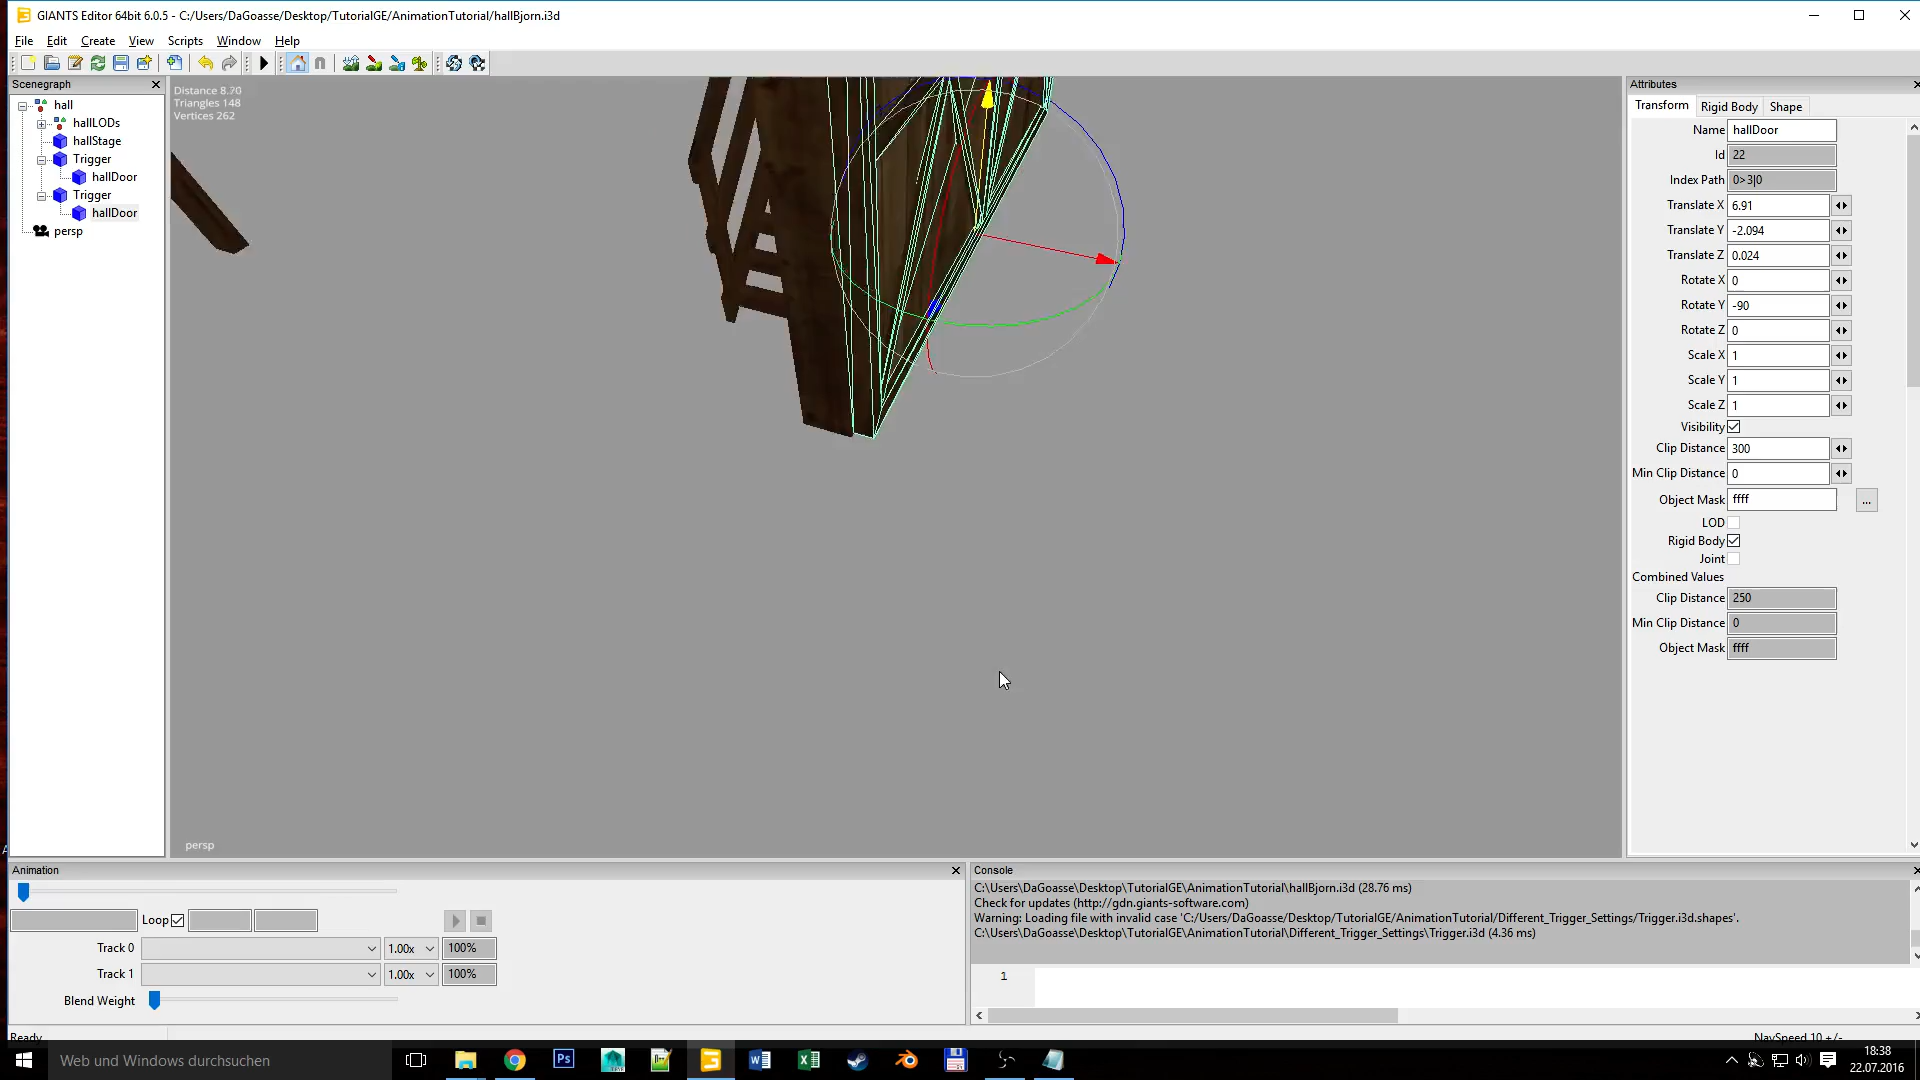 GIANTS Editor 64bit 6.0.5 - C:/Users/DaGoasse/Desktop/TutorialGE/AnimationTutorial/hallBjorn.i3d
File Edit Create View Scripts Window Help
Scenegraph
hall
hallLODs
hallStage
Trigger
hallDoor
Trigger
hallDoor
persp
Distance 8.70
Triangles 148
Vertices 262
persp
Attributes
Transform Rigid Body Shape
Name hallDoor
Id 22
Index Path 0>3|0
Translate X 6.91
Translate Y -2.094
Translate Z 0.024
Rotate X 0
Rotate Y -90
Rotate Z 0
Scale X 1
Scale Y 1
Scale Z 1
Visibility
Clip Distance 300
Min Clip Distance 0
Object Mask ffff ...
LOD
Rigid Body
Joint
Combined Values
Clip Distance 250
Min Clip Distance 0
Object Mask ffff
Animation
Loop
Track 0 1.00x 100%
Track 1 1.00x 100%
Blend Weight
Console
C:\Users\DaGoasse\Desktop\TutorialGE\AnimationTutorial\hallBjorn.i3d (28.76 ms)
Check for updates (http://gdn.giants-software.com)
Warning: Loading file with invalid case 'C:/Users/DaGoasse/Desktop/TutorialGE/AnimationTutorial/Different_Trigger_Settings/Trigger.i3d.shapes'.
C:\Users\DaGoasse\Desktop\TutorialGE\AnimationTutorial\Different_Trigger_Settings\Trigger.i3d (4.36 ms)
1
Ready
NavSpeed 10 +/-
Web und Windows durchsuchen
Ps
18:38
22.07.2016